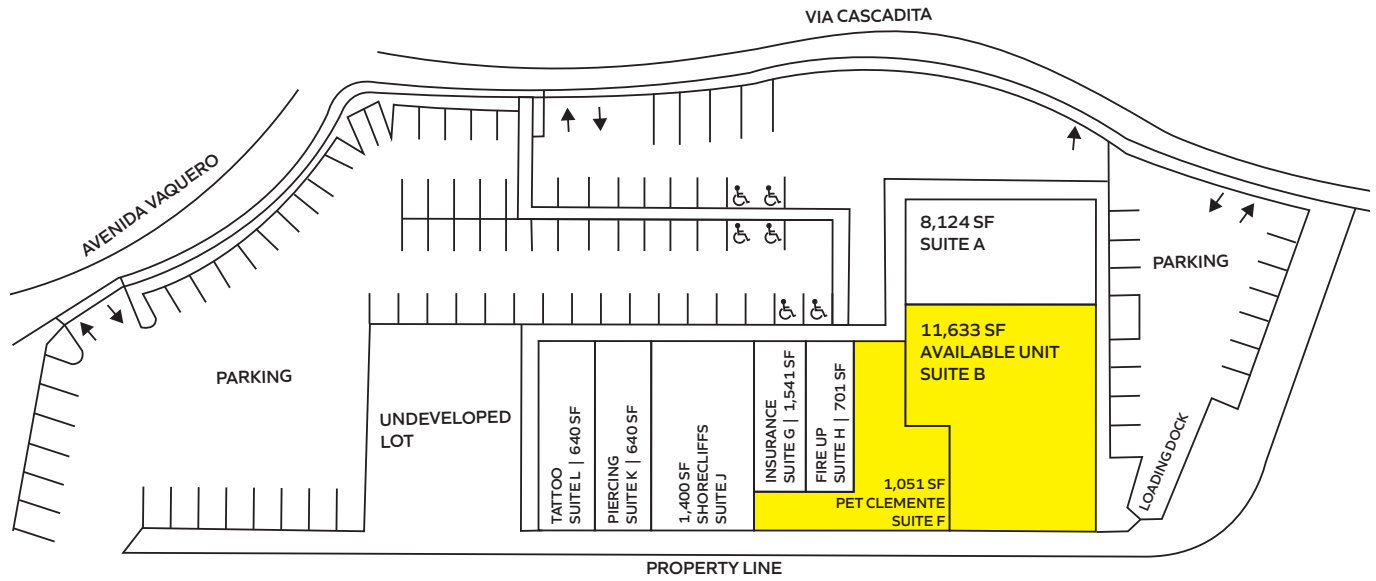 VIA CASCADITA
AVENIDA VAQUERO
8,124 SF
SUITE A
PARKING
11,633 SF
AVAILABLE UNIT
SUITE B
PARKING
UNDEVELOPED
LOT
TATTOO
SUITE L | 640 SF
PIERCING
SUITE K | 640 SF
1,400 SF
SHORECLIFFS
SUITE J
INSURANCE
SUITE G | 1,541 SF
FIRE UP
SUITE H | 701 SF
1,051 SF
PET CLEMENTE
SUITE F
LOADING DOCK
PROPERTY LINE